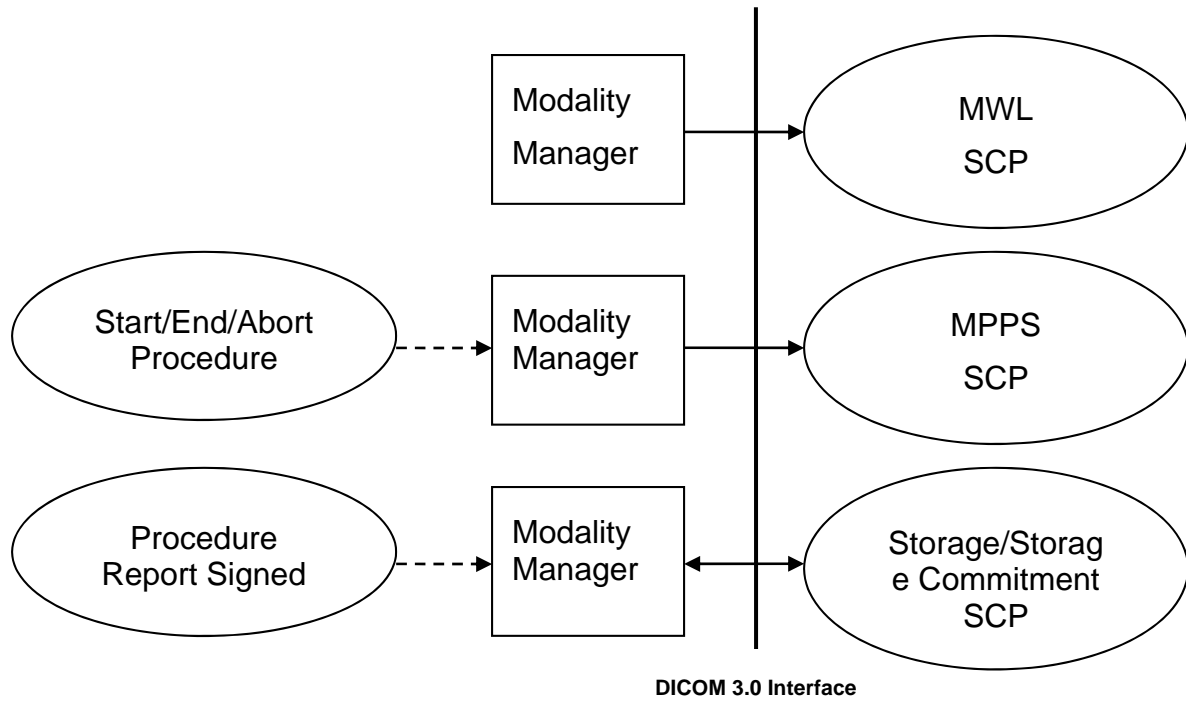 Modality
Manager
MWL
SCP
Start/End/Abort
Procedure
Modality
Manager
MPPS
SCP
Procedure
Report Signed
Modality
Manager
Storage/Storag
e Commitment
SCP
DICOM 3.0 Interface